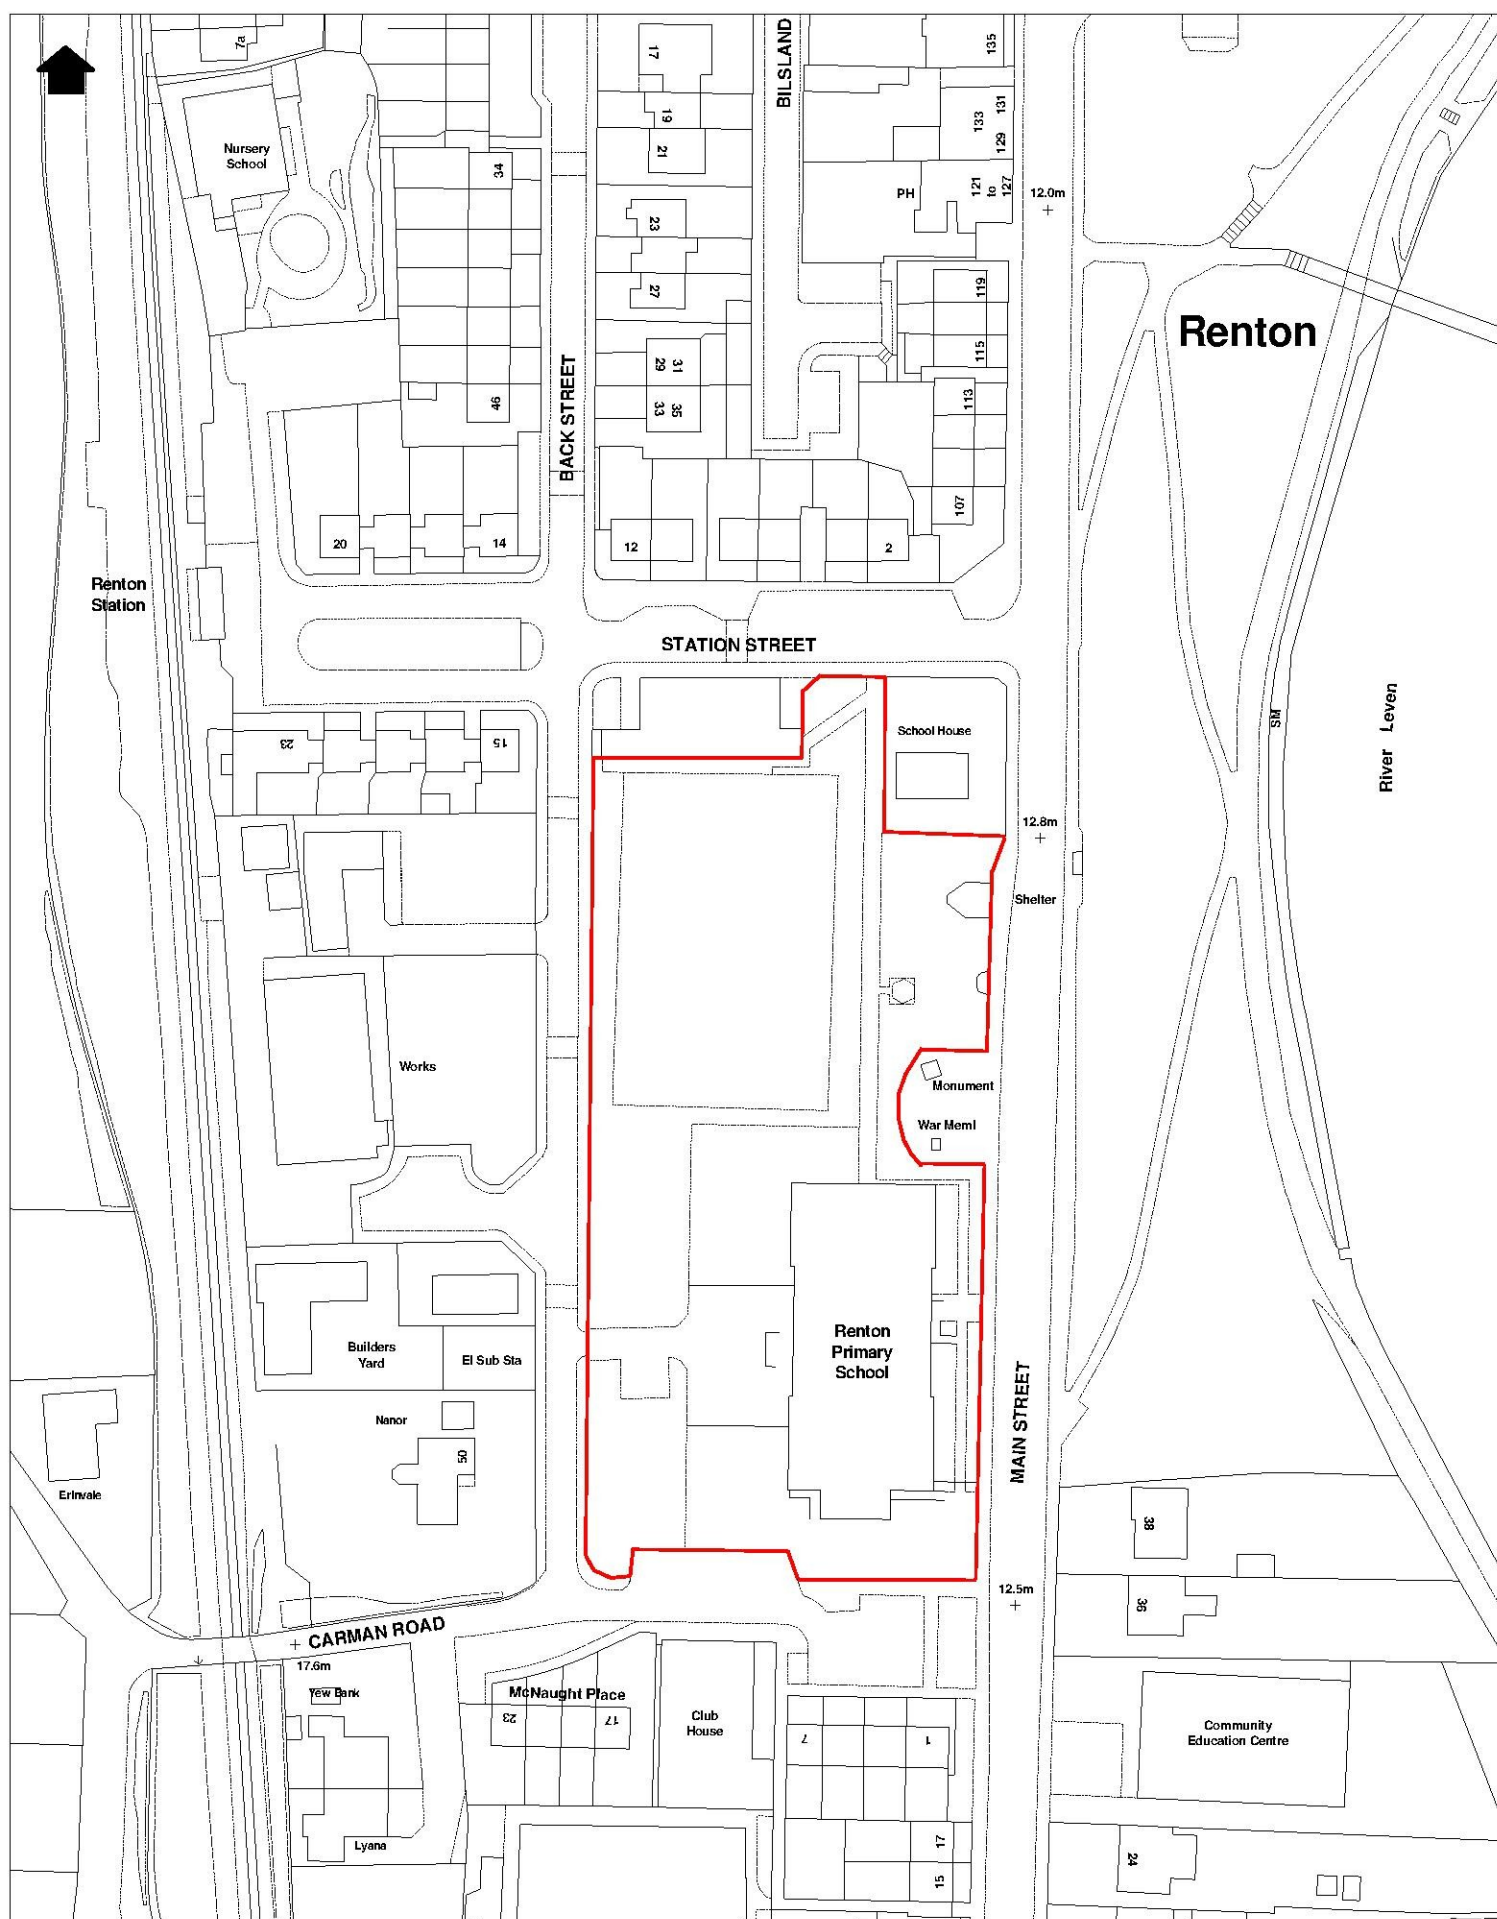 7a
17
BILSLAND
135
19
133
131
129
Nursery
School
21
34
PH
121
to
127
12.0m
23
27
119
Renton
115
29
31
33
35
46
113
BACK STREET
107
20
14
12
2
Renton
Station
STATION STREET
River Leven
SM
23
15
School House
12.8m
Shelter
Works
Monument
War Meml
Renton
Primary
School
Builders
Yard
El Sub Sta
Nanor
50
MAIN STREET
Erinvale
38
36
12.5m
CARMAN ROAD
17.6m
Yew Bank
McNaught Place
23
17
Club
House
7
1
Community
Education Centre
Lyana
17
15
24